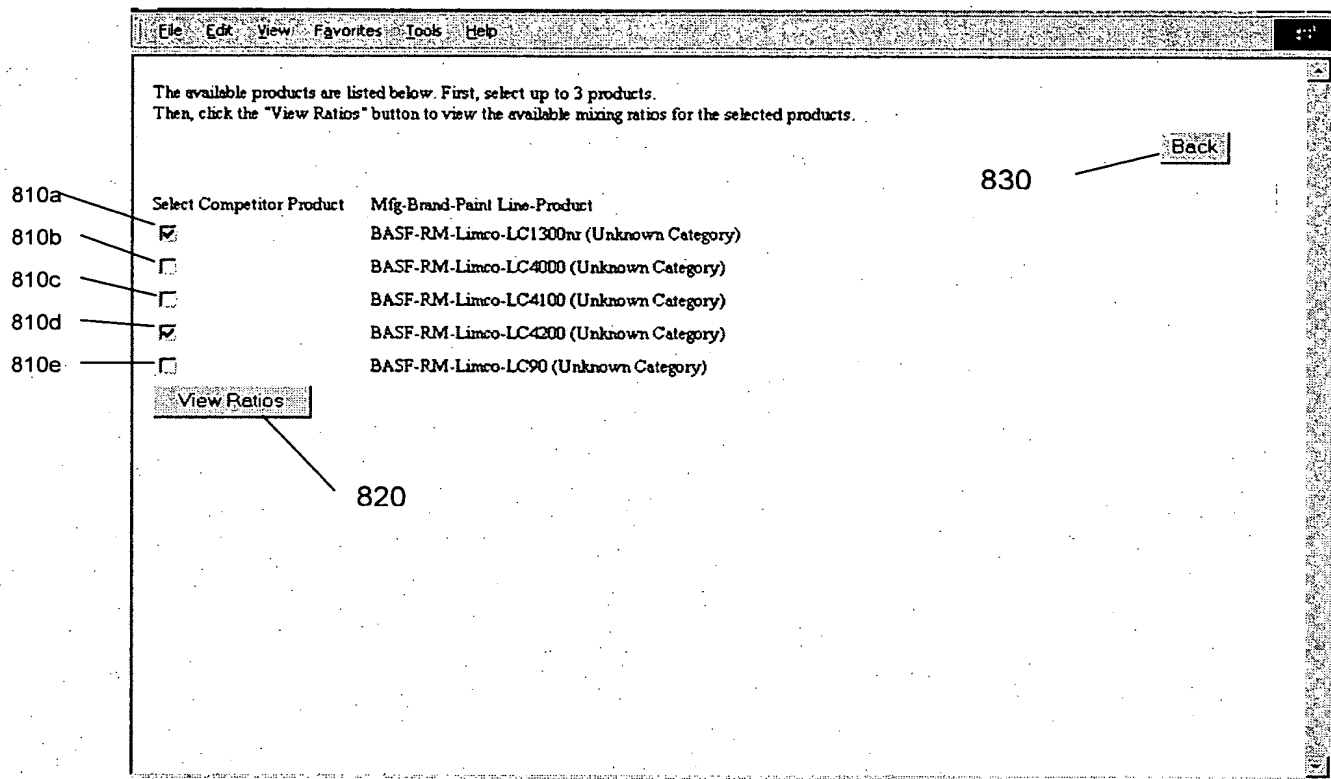 File Edit View Favorites Tools Help
The available products are listed below. First, select up to 3 products.
Then, click the "View Ratios" button to view the available mixing ratios for the selected products.
Back
830
Select Competitor Product Mfg-Brand-Paint Line-Product
810a
BASF-RM-Limco-LC1300nr (Unknown Category)
810b
BASF-RM-Limco-LC4000 (Unknown Category)
810c
BASF-RM-Limco-LC4100 (Unknown Category)
810d
BASF-RM-Limco-LC4200 (Unknown Category)
810e
BASF-RM-Limco-LC90 (Unknown Category)
View Ratios
820